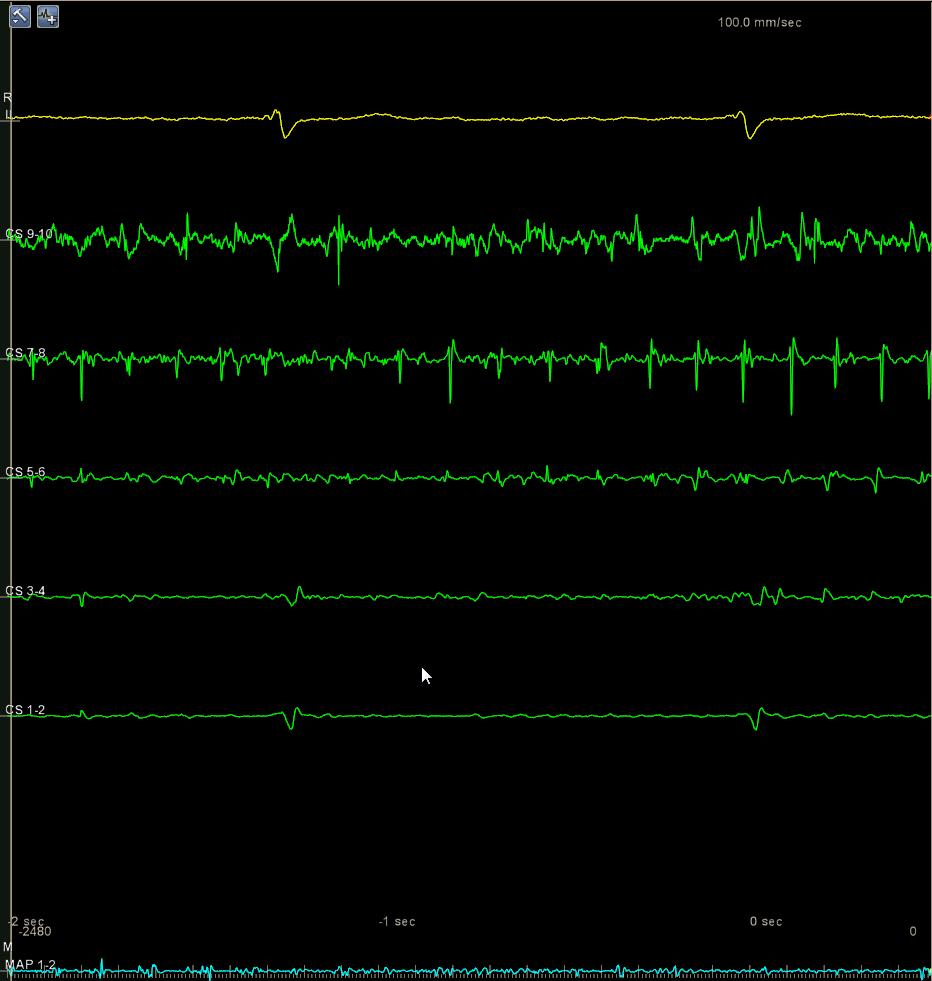 100.0 mm/sec
R
CS 9-10
CS 7-8
CS 5-6
CS 3-4
CS 1-2
-2 sec
-1 sec
0 sec
-2480
0
M
MAP 1-2